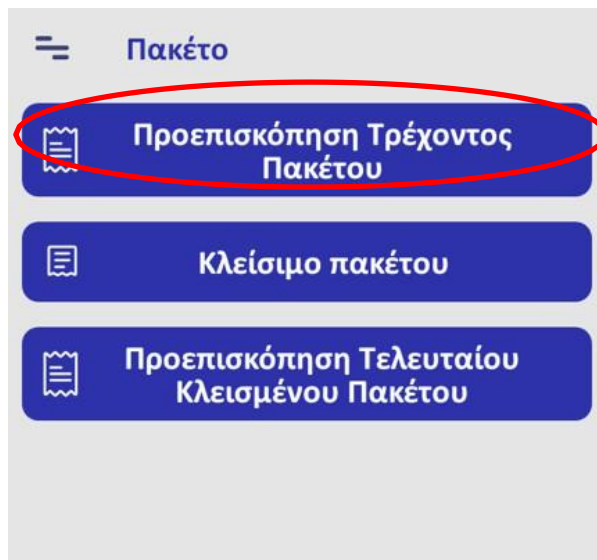 Πακέτο
Προεπισκόπηση Τρέχοντος
Πακέτου
Κλείσιμο πακέτου
Προεπισκόπηση Τελευταίου
Κλεισμένου Πακέτου